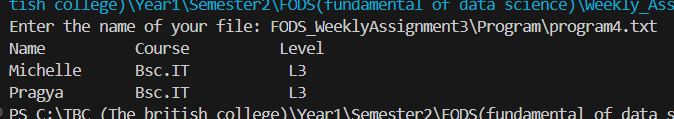 tish college)\Year1\Semester2\FODS(fundamental of data science)\Weekly_Ass
Enter the name of your file: FODS_WeeklyAssignment3\Program\program4.txt
Name Course Level
Michelle Bsc.IT L3
Pragya Bsc.IT L3
PS C:\TBC (The british college)\Year1\Semester2\FODS(fundamental of data s